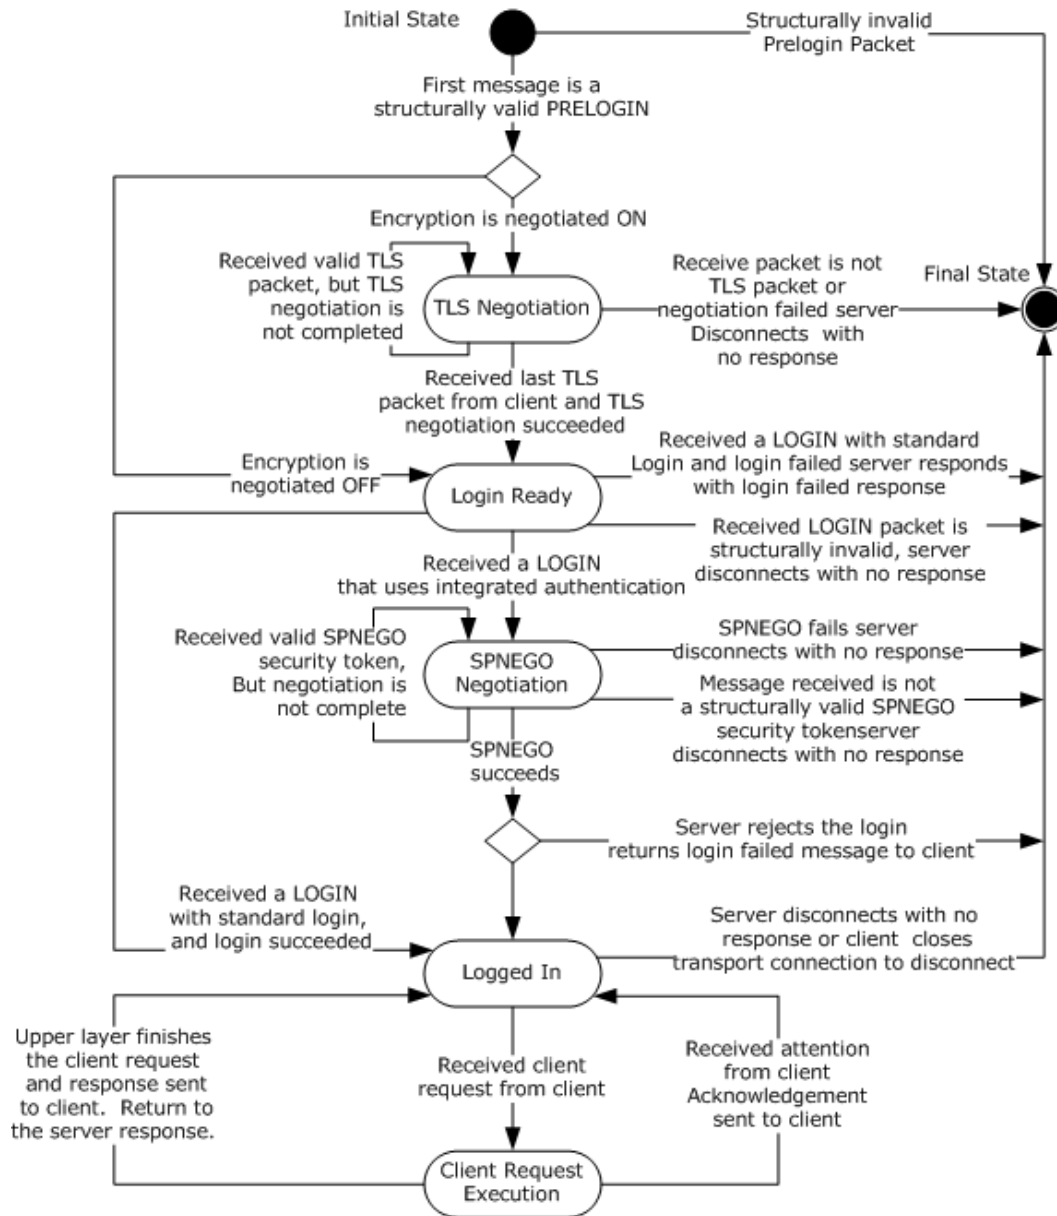 Initial State
Structurally invalid
Prelogin Packet
First message is a
structurally valid PRELOGIN
Encryption is negotiated ON
Received valid TLS
packet, but TLS
negotiation is
not completed
TLS Negotiation
Receive packet is not
TLS packet or
negotiation failed server
Disconnects with
no response
Final State
Received last TLS
packet from client and TLS
negotiation succeeded
Encryption is
negotiated OFF
Login Ready
Received a LOGIN with standard
Login and login failed server responds
with login failed response
Received LOGIN packet is
structurally invalid, server
disconnects with no response
Received a LOGIN
that uses integrated authentication
Received valid SPNEGO
security token,
But negotiation is
not complete
SPNEGO
Negotiation
SPNEGO fails server
disconnects with no response
Message received is not
a structurally valid SPNEGO
security tokenserver
disconnects with no response
SPNEGO
succeeds
Server rejects the login
returns login failed message to client
Received a LOGIN
with standard login,
and login succeeded
Logged In
Server disconnects with no
response or client closes
transport connection to disconnect
Upper layer finishes
the client request
and response sent
to client. Return to
the server response.
Received client
request from client
Received attention
from client
Acknowledgement
sent to client
Client Request
Execution